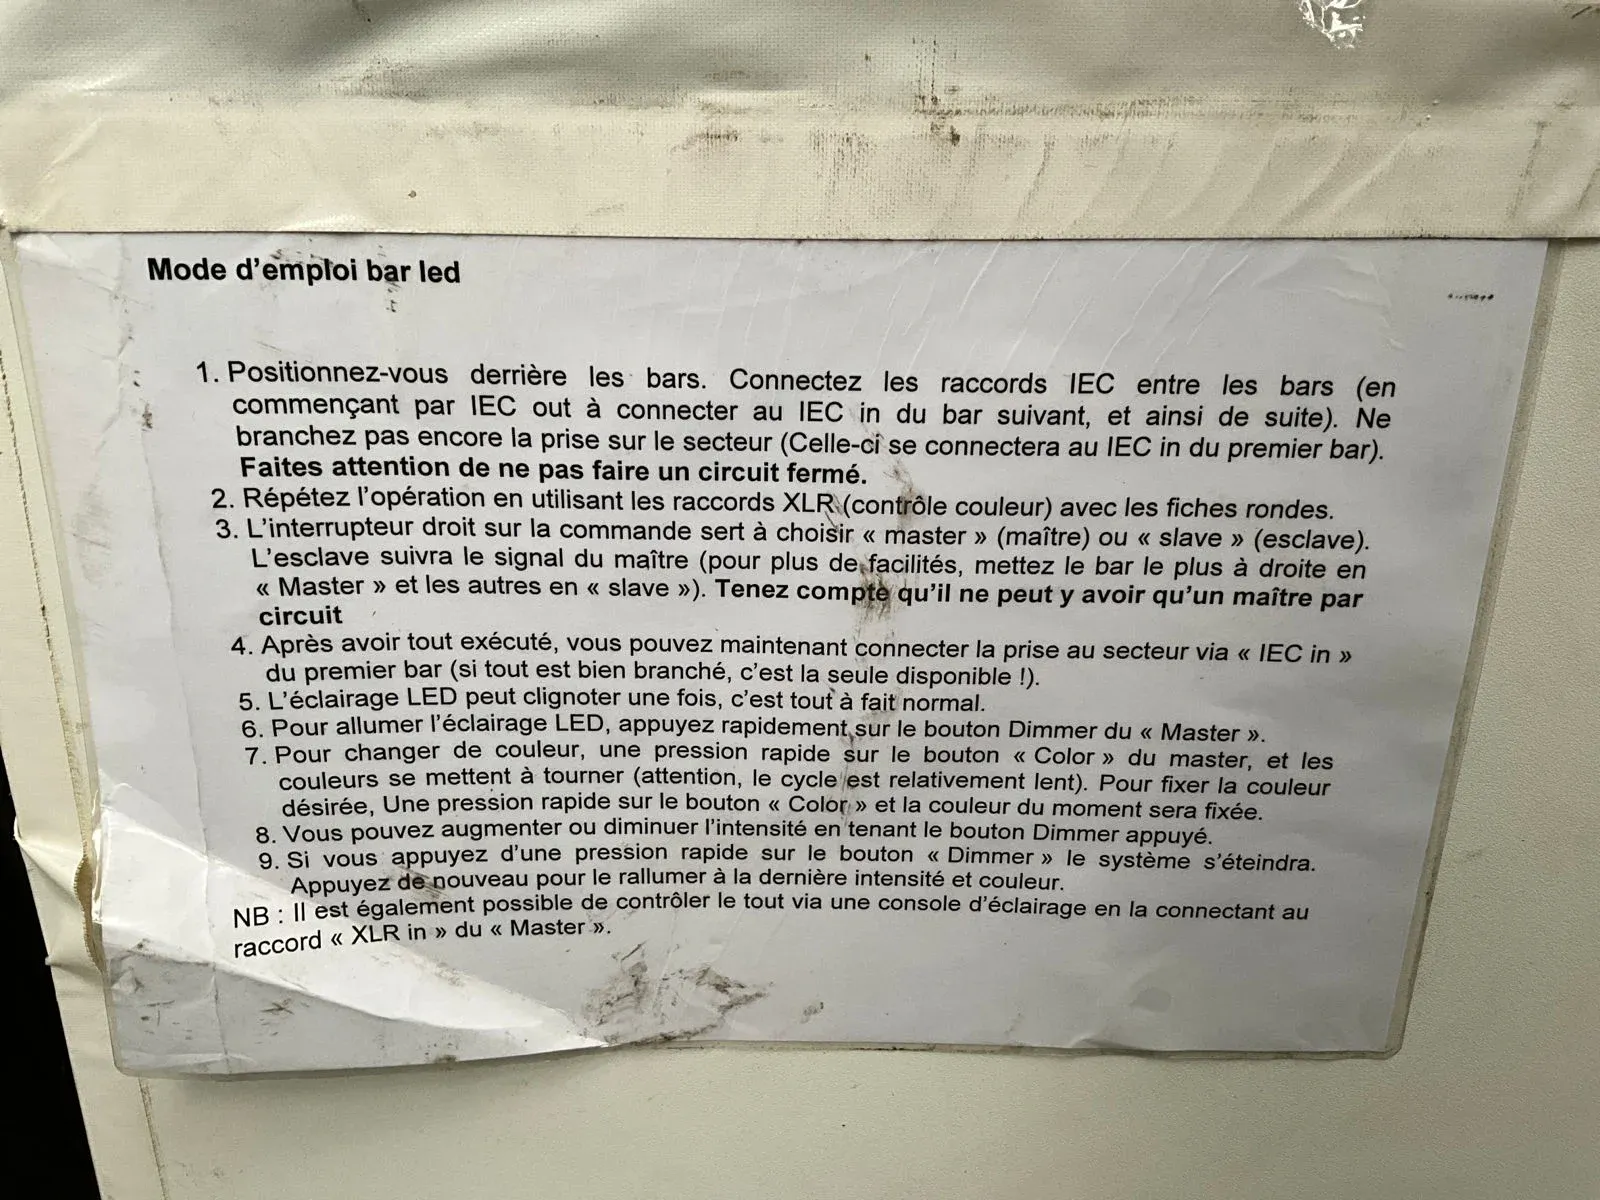 Mode d'emploi bar led
1. Positionnez-vous derrière les bars. Connectez les raccords IEC entre les bars (en
commençant par IEC out à connecter au IEC in du bar suivant, et ainsi de suite). Ne
branchez pas encore la prise sur le secteur (Celle-ci se connectera au IEC in du premier bar).
Faites attention de ne pas faire un circuit fermé.
2. Répétez l'opération en utilisant les raccords XLR (contrôle couleur) avec les fiches rondes.
3. L'interrupteur droit sur la commande sert à choisir « master » (maître) ou « slave » (esclave).
L'esclave suivra le signal du maître (pour plus de facilités, mettez le bar le plus à droite en
« Master » et les autres en « slave »). Tenez compte qu'il ne peut y avoir qu'un maître par
circuit
4. Après avoir tout exécuté, vous pouvez maintenant connecter la prise au secteur via « IEC in »
du premier bar (si tout est bien branché, c'est la seule disponible !).
5. L'éclairage LED peut clignoter une fois, c'est tout à fait normal.
6. Pour allumer l'éclairage LED, appuyez rapidement sur le bouton Dimmer du « Master ».
7. Pour changer de couleur, une pression rapide sur le bouton « Color » du master, et les
couleurs se mettent à tourner (attention, le cycle est relativement lent). Pour fixer la couleur
désirée, Une pression rapide sur le bouton « Color » et la couleur du moment sera fixée.
8. Vous pouvez augmenter ou diminuer l'intensité en tenant le bouton Dimmer appuyé.
9. Si vous appuyez d'une pression rapide sur le bouton « Dimmer » le système s'éteindra.
Appuyez de nouveau pour le rallumer à la dernière intensité et couleur.
NB : Il est également possible de contrôler le tout via une console d'éclairage en la connectant au
raccord « XLR in » du « Master ».